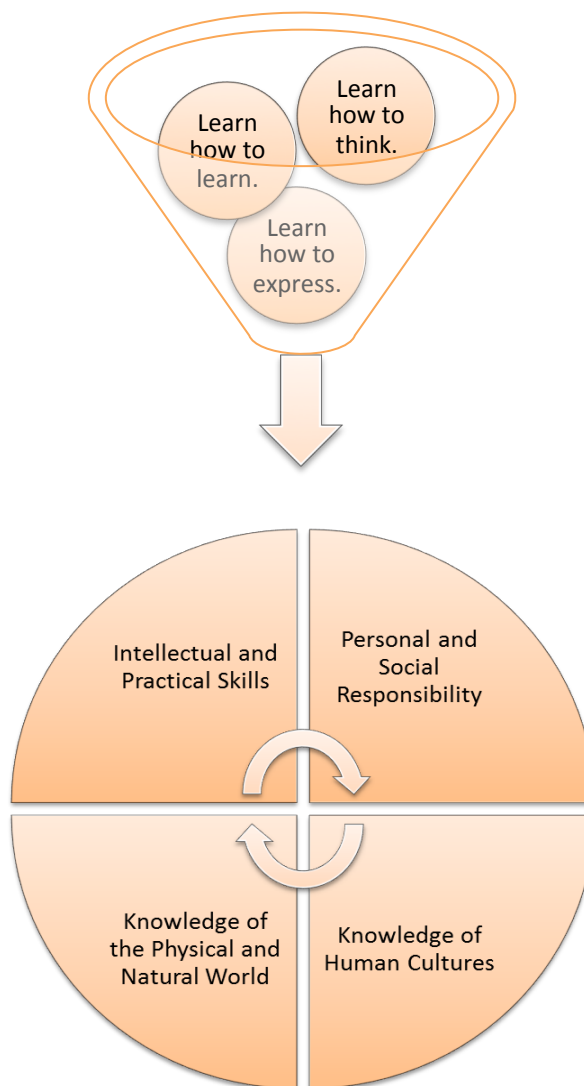 Learn
how to
think.
Learn
how to
learn.
Learn
how to
express.
Intellectual and
Practical Skills
Personal and
Social
Responsibility
Knowledge of
the Physical and
Natural World
Knowledge of
Human Cultures